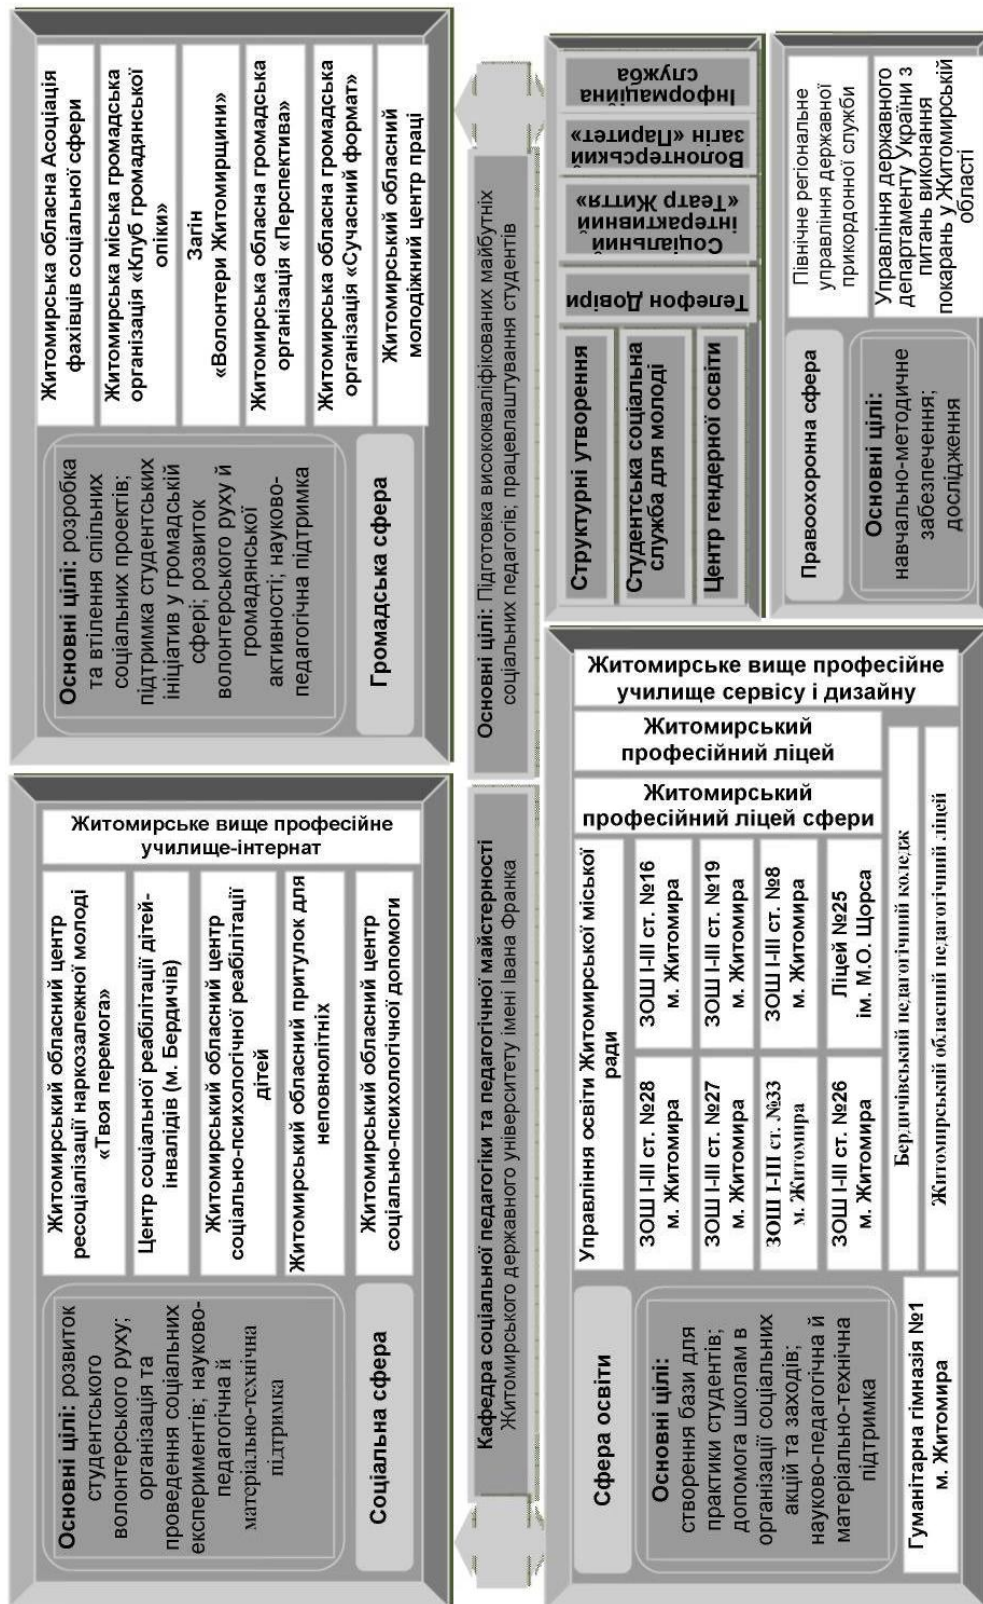 Основні цілі: розвиток
студентського
волонтерського руху;
організація та
проведення соціальних
експериментів; науково-
педагогічна й
матеріально-технічна
підтримка
Соціальна сфера
Житомирський обласний центр
ресоціалізації наркозалежної молоді
«Твоя перемога»
Центр соціальної реабілітації дітей-
інвалідів (м. Бердичів)
Житомирський обласний центр
соціально-психологічної реабілітації
дітей
Житомирський обласний притулок для
неповнолітніх
Житомирський обласний центр
соціально-психологічної допомоги
Житомирське вище професійне
училище-інтернат
Основні цілі: розробка
та втілення спільних
соціальних проектів;
підтримка студентських
ініціатив у громадській
сфері; розвиток
волонтерського руху й
громадянської
активності; науково-
педагогічна підтримка
Громадська сфера
Житомирська обласна Асоціація
фахівців соціальної сфери
Житомирська міська громадська
організація «Клуб громадянської
опіки»
Загін
«Волонтери Житомирщини»
Житомирська обласна громадська
організація «Перспектива»
Житомирська обласна громадська
організація «Сучасний формат»
Житомирський обласний
молодіжний центр праці
Кафедра соціальної педагогіки та педагогічної майстерності
Житомирського державного університету імені Івана Франка
Основні цілі: Підготовка висококваліфікованих майбутніх
соціальних педагогів; працевлаштування студентів
Сфера освіти
Основні цілі:
створення бази для
практики студентів;
допомога школам в
організації соціальних
акцій та заходів;
науково-педагогічна й
матеріально-технічна
підтримка
Гуманітарна гімназія №1
м. Житомира
Управління освіти Житомирської міської
ради
ЗОШ І-ІІІ ст. №28
м. Житомира
ЗОШ І-ІІІ ст. №16
м. Житомира
ЗОШ І-ІІІ ст. №27
м. Житомира
ЗОШ І-ІІІ ст. №19
м. Житомира
ЗОШ І-ІІІ ст. №33
м. Житомира
ЗОШ І-ІІІ ст. №8
м. Житомира
ЗОШ І-ІІІ ст. №26
м. Житомира
Ліцей №25
ім. М.О. Щорса
Бердичівський педагогічний коледж
Житомирський обласний педагогічний ліцей
Житомирський
професійний ліцей сфери
Житомирський
професійний ліцей
Житомирське вище професійне
училище сервісу і дизайну
Структурні утворення
Студентська соціальна
служба для молоді
Центр гендерної освіти
Телефон Довіри
Соціальний
інтерактивний
«Театр Життя»
Волонтерський
загін «Паритет»
Інформаційна
служба
Правоохоронна сфера
Основні цілі:
навчально-методичне
забезпечення;
дослідження
Північне регіональне
управління державної
прикордонної служби
Управління державного
департаменту України з
питань виконання
покарань у Житомирській
області